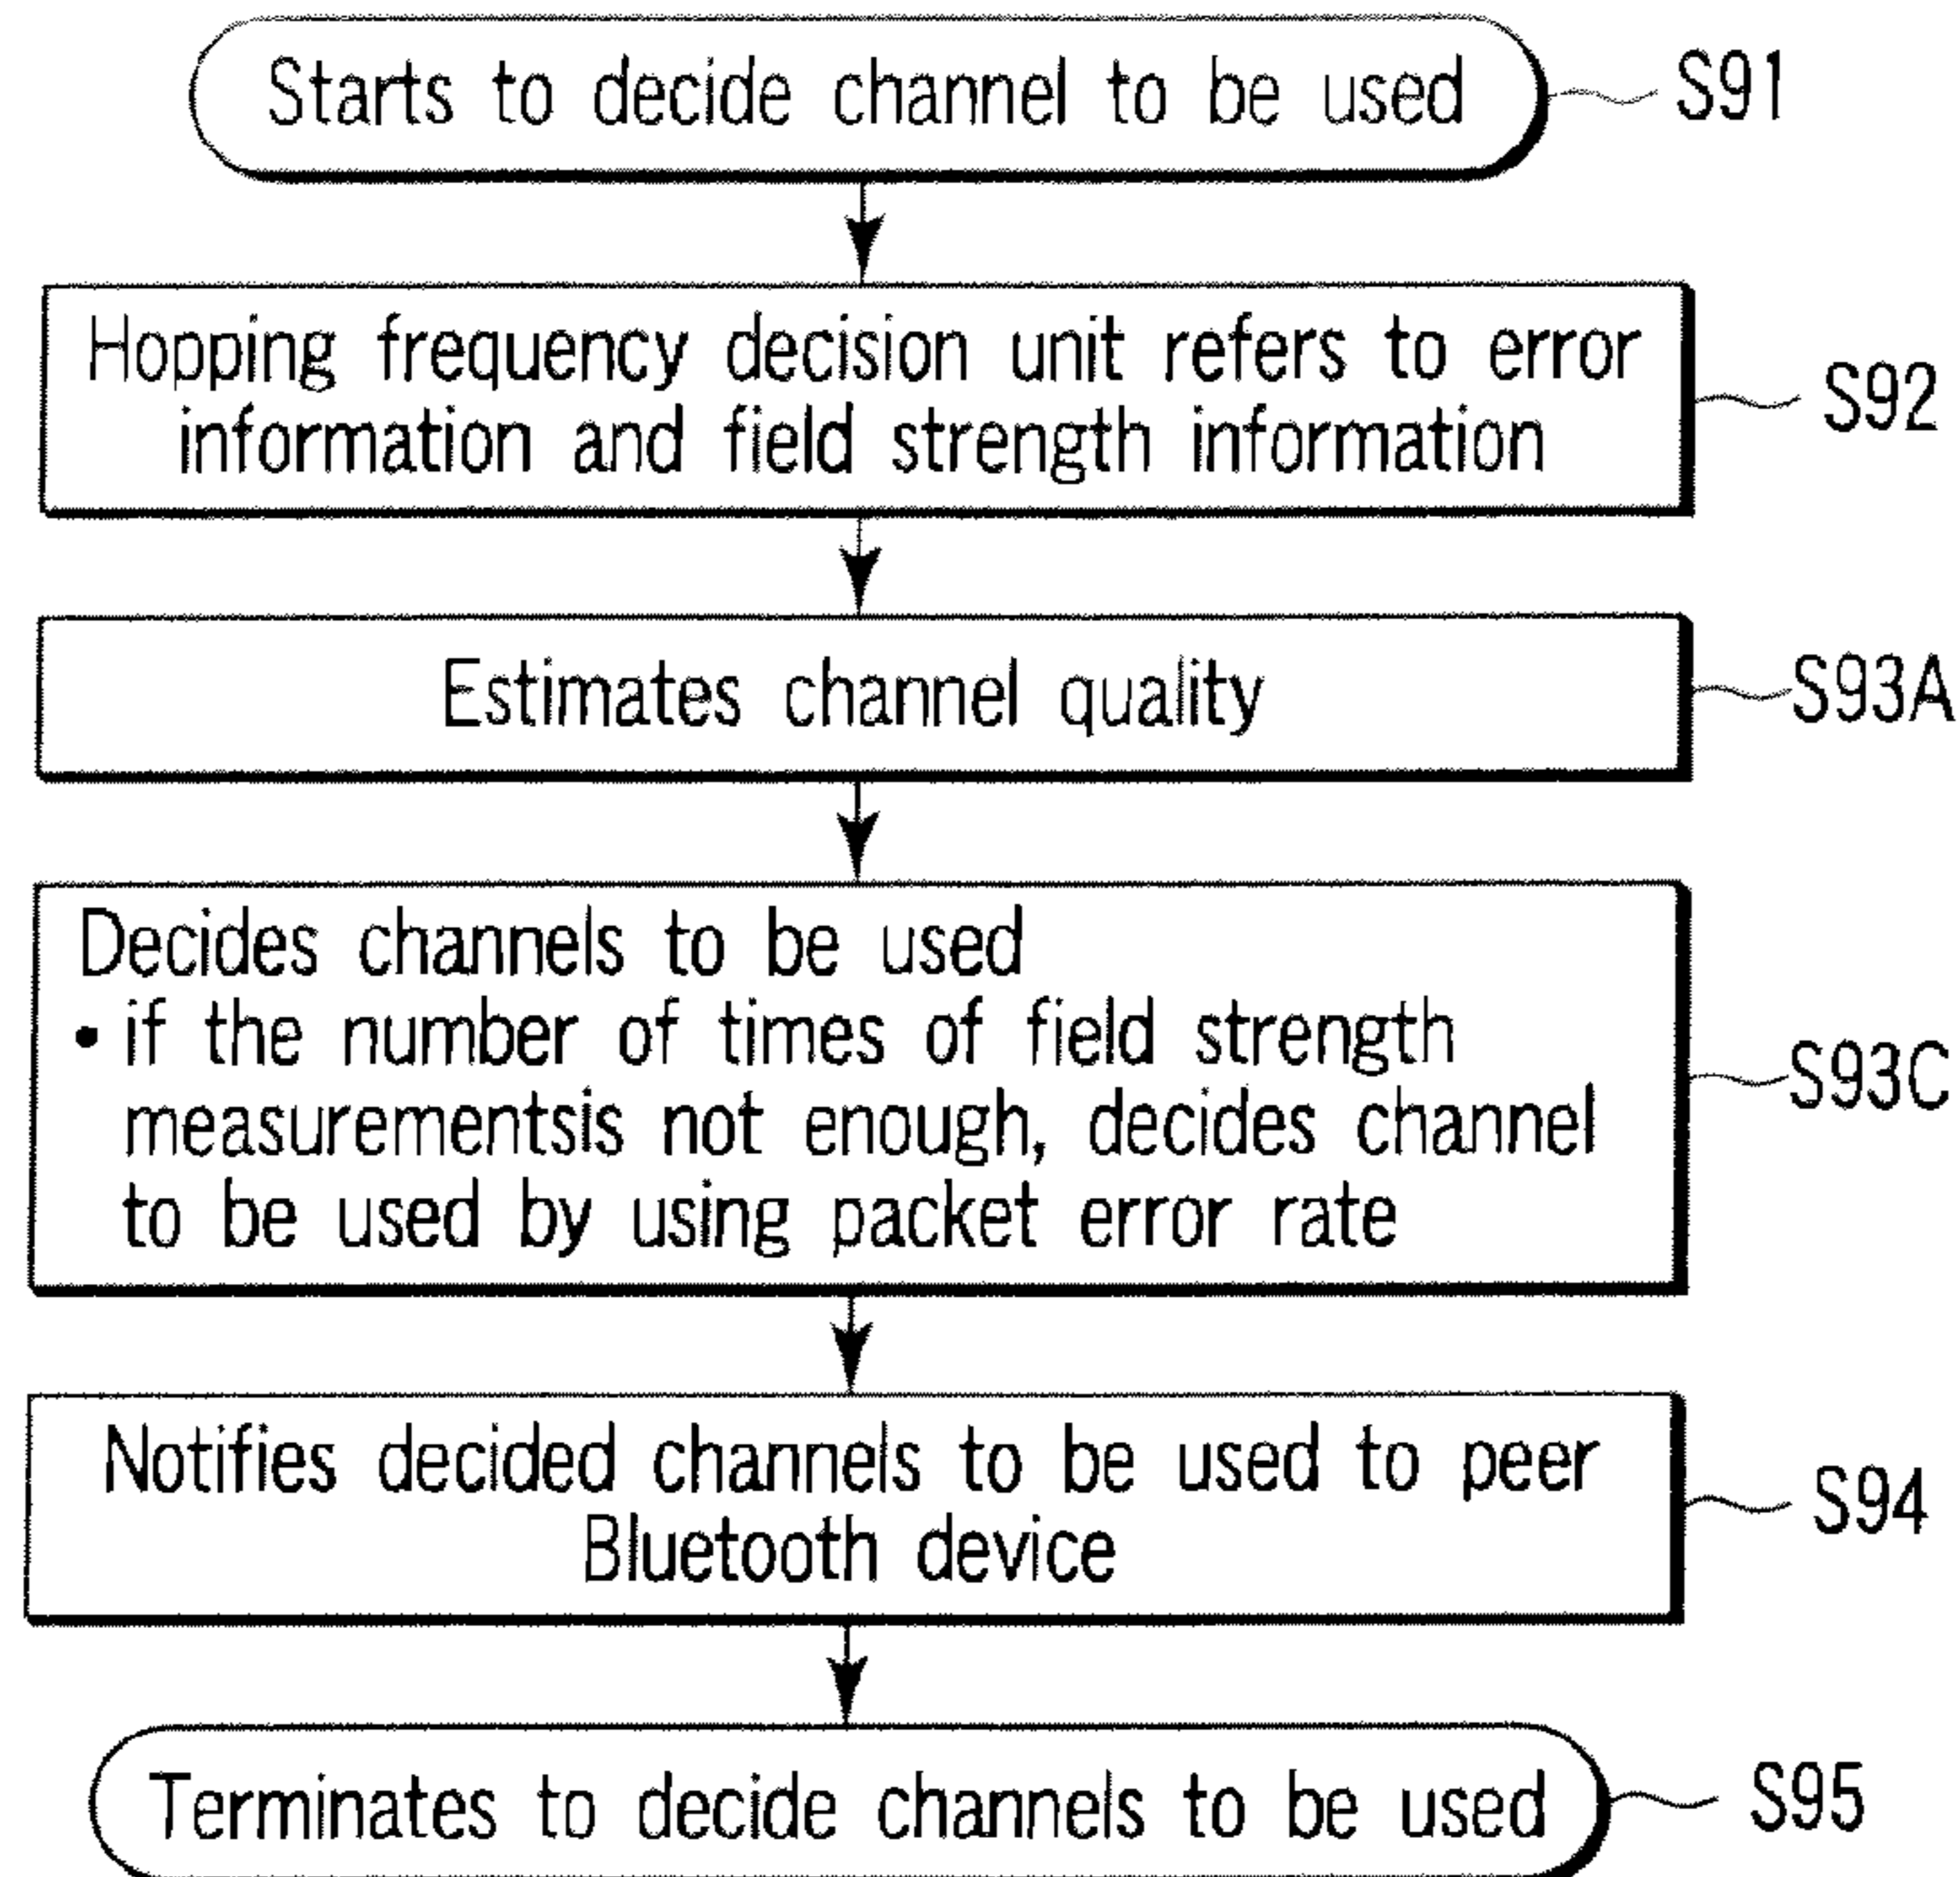 Starts to decide channel to be used
S91
Hopping frequency decision unit refers to error
information and field strength information
S92
Estimates channel quality
S93A
Decides channels to be used
• if the number of times of field strength
measurementsis not enough, decides channel
to be used by using packet error rate
S93C
Notifies decided channels to be used to peer
Bluetooth device
S94
Terminates to decide channels to be used
S95